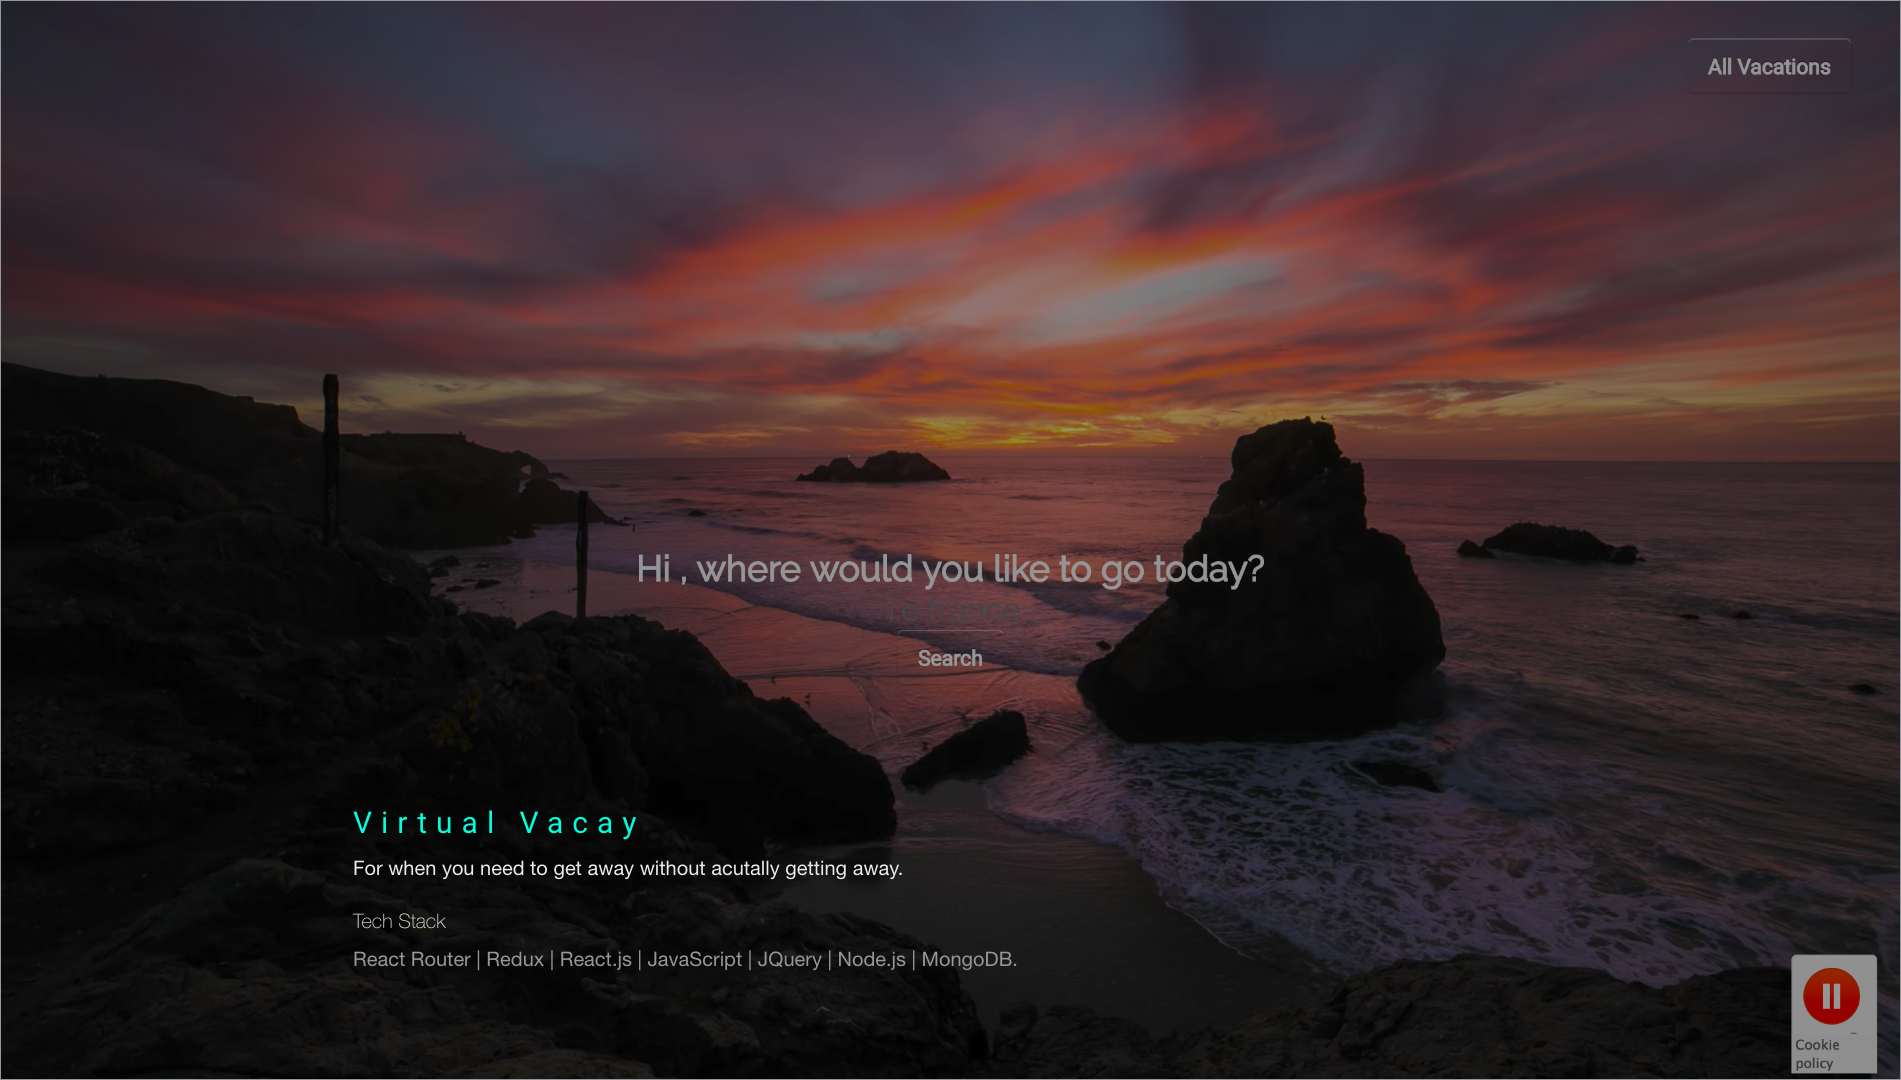 All Vacations
Hi , where would you like to go today?
i.e france
Search
Virtual Vacay
For when you need to get away without acutally getting away.
Tech Stack
React Router | Redux | React.js | JavaScript | JQuery | Node.js | MongoDB.
Cookie
policy